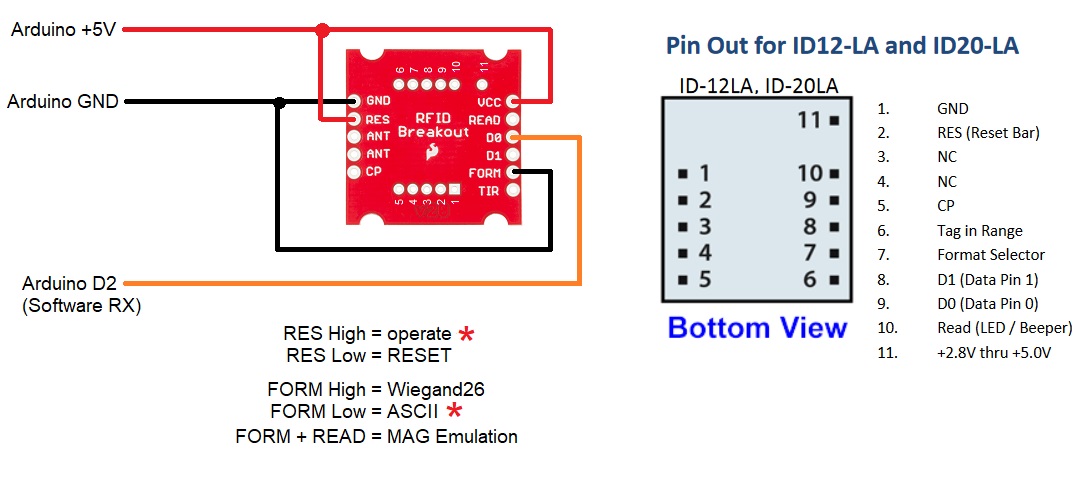 Arduino +5V
Arduino GND
Arduino D2
(Software RX)
6 7 8 9 10 11
GND VCC
RES RFID READ
ANT Breakout D0
ANT D1
CP FORM
5 4 3 2 1 TIR
RES High = operate *
RES Low = RESET
FORM High = Wiegand26
FORM Low = ASCII *
FORM + READ = MAG Emulation
Pin Out for ID12-LA and ID20-LA
ID-12LA, ID-20LA
11
1 10
2 9
3 8
4 7
5 6
Bottom View
1. GND
2. RES (Reset Bar)
3. NC
4. NC
5. CP
6. Tag in Range
7. Format Selector
8. D1 (Data Pin 1)
9. D0 (Data Pin 0)
10. Read (LED / Beeper)
11. +2.8V thru +5.0V